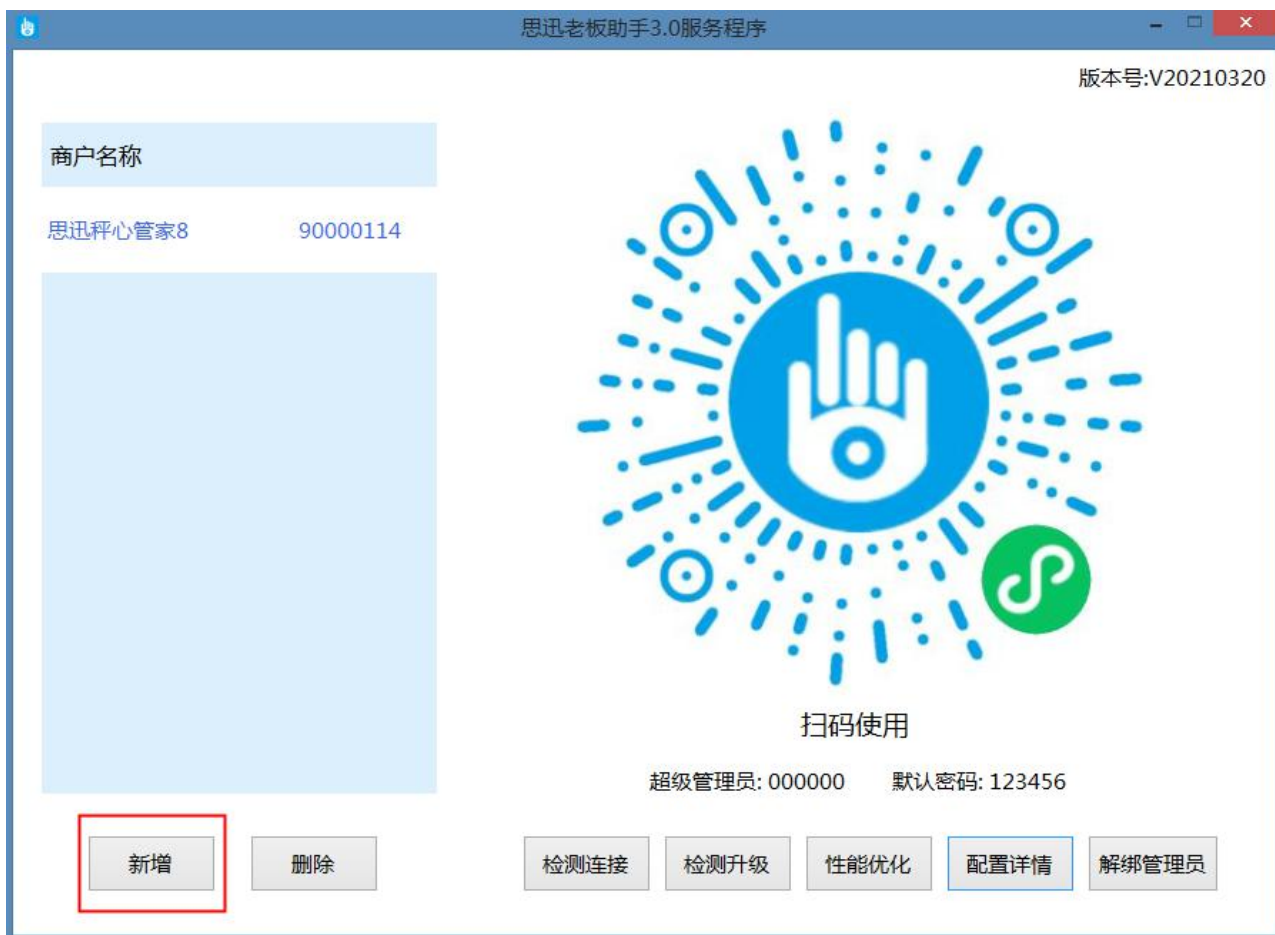 思迅老板助手3.0服务程序
版本号:V20210320
商户名称
思迅秤心管家8 90000114
扫码使用
超级管理员: 000000 默认密码: 123456
新增 删除 检测连接 检测升级 性能优化 配置详情 解绑管理员